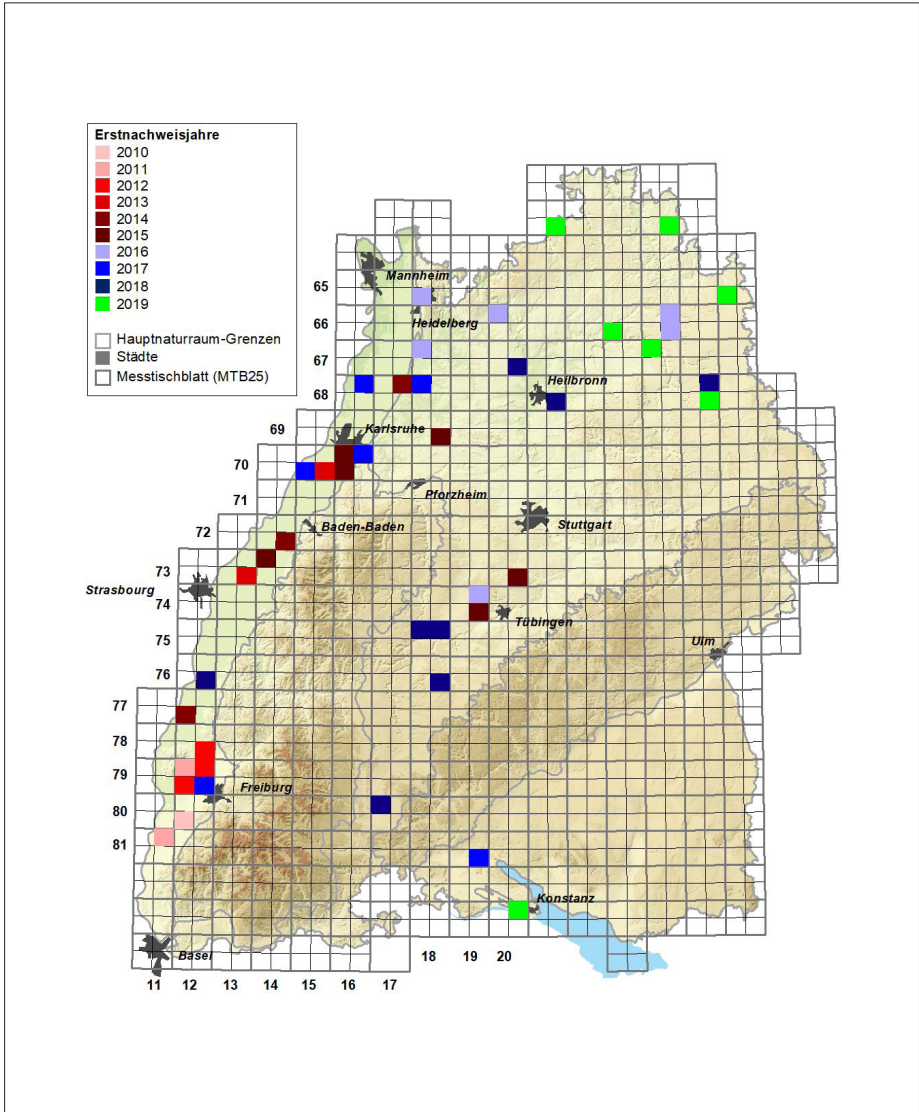 Erstnachweisjahre
2010
2011
2012
2013
2014
2015
2016
2017
2018
2019
Hauptnaturraum-Grenzen
Städte
Messtischblatt (MTB25)
Mannheim
65
66
Heidelberg
67
Heilbronn
68
69
Karlsruhe
70
Pforzheim
71
72
Baden-Baden
Stuttgart
73
Strasbourg
74
Tübingen
75
Ulm
76
77
78
79
Freiburg
80
81
Konstanz
Basel
18 19 20
11 12 13 14 15 16 17